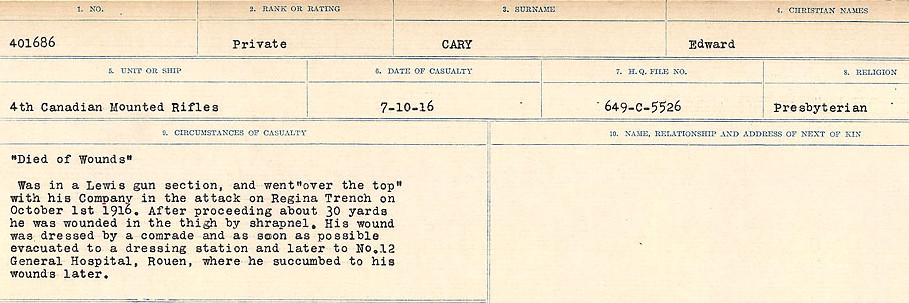 1. NO. 2. RANK OR RATING 3. SURNAME 4. CHRISTIAN NAMES
401686 Private CARY Edward
5. UNIT OR SHIP 6. DATE OF CASUALTY 7. H.Q. FILE NO. 8. RELIGION
4th Canadian Mounted Rifles 7-10-16 649-C-5526 Presbyterian
9. CIRCUMSTANCES OF CASUALTY 10. NAME, RELATIONSHIP AND ADDRESS OF NEXT OF KIN
"Died of Wounds"
Was in a Lewis gun section, and went"over the top"
with his Company in the attack on Regina Trench on
October 1st 1916. After proceeding about 30 yards
he was wounded in the thigh by shrapnel. His wound
was dressed by a comrade and as soon as possible
evacuated to a dressing station and later to No.12
General Hospital, Rouen, where he succumbed to his
wounds later.